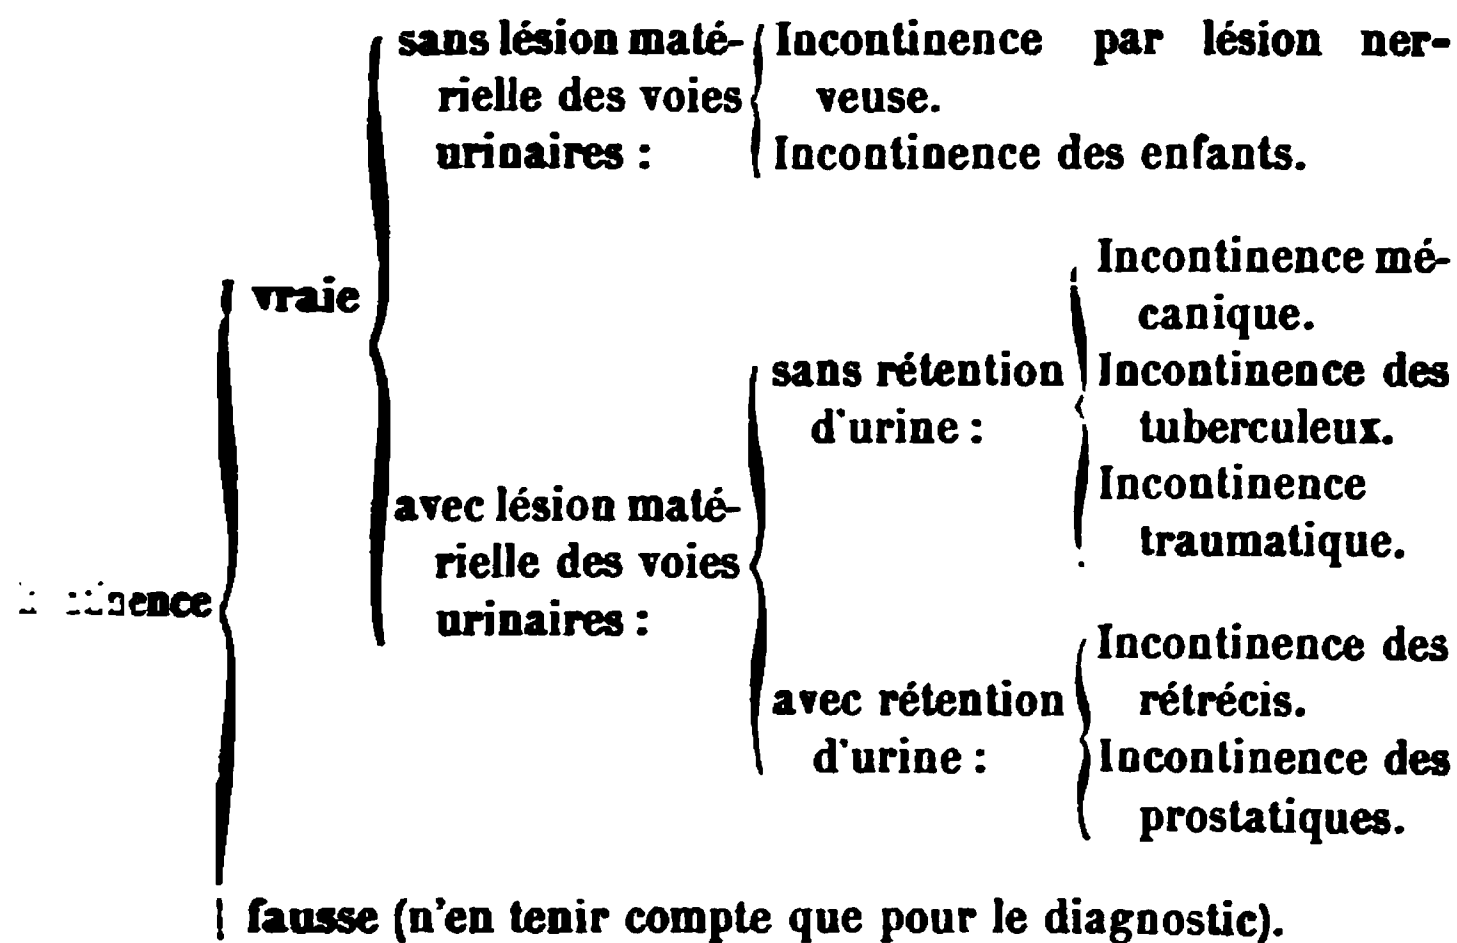 sans lésion maté-
rielle des voies
urinaires :
Incontinence par lésion ner-
veuse.
Incontinence des enfants.
vraie
avec lésion maté-
rielle des voies
urinaires :
sans rétention
d'urine :
Incontinence mé-
canique.
Incontinence des
tuberculeux.
Incontinence
traumatique.
avec rétention
d'urine :
Incontinence des
rétrécis.
Incontinence des
prostatiques.
fausse (n'en tenir compte que pour le diagnostic).